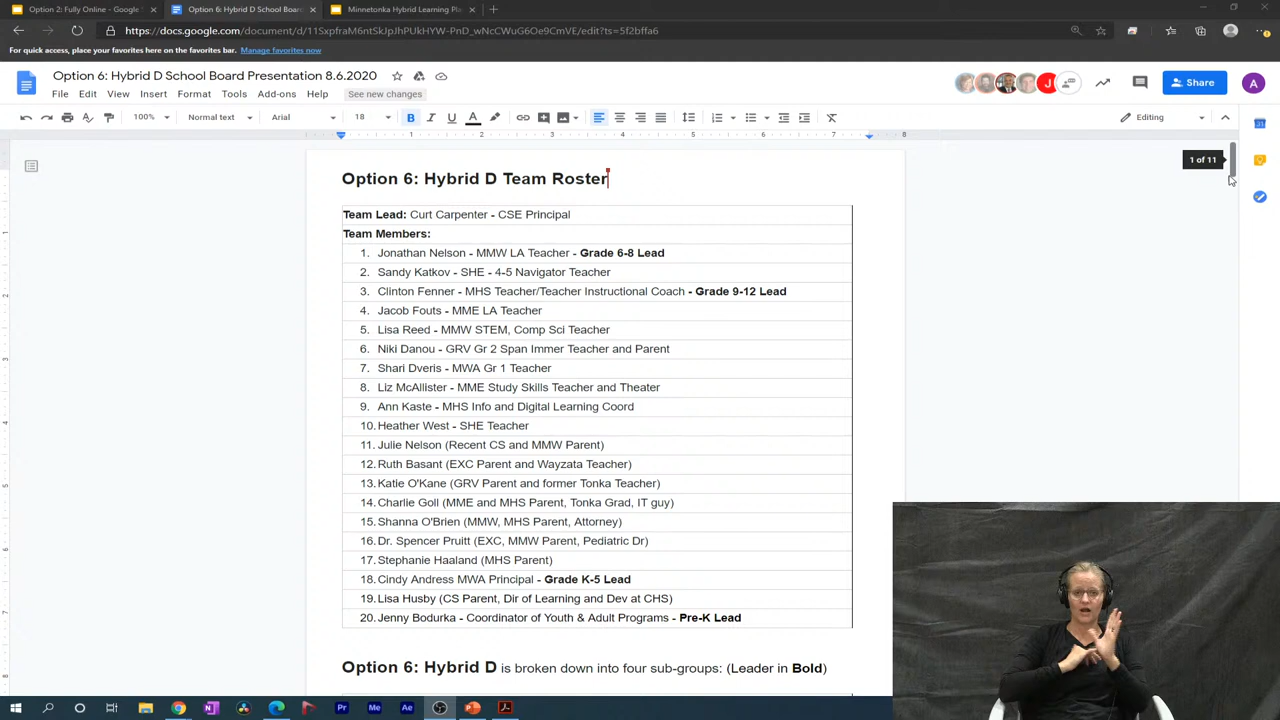 Option 2: Fully Online - Google
Option 6: Hybrid D School Board
Minnetonka Hybrid Learning Pla
https://docs.google.com/document/d/11SxpfraM6ntSkJpJhPUkHYW-PnD_wNcCWuG6Oe9CmVE/edit?ts=5f2bffa6
For quick access, place your favorites here on the favorites bar. Manage favorites now
Option 6: Hybrid D School Board Presentation 8.6.2020
File Edit View Insert Format Tools Add-ons Help See new changes
J
Share
A
100% Normal text Arial 18 B I U A Editing
1 2 3 4 5 6 7 8
1 of 11
Option 6: Hybrid D Team Roster
Team Lead: Curt Carpenter - CSE Principal
Team Members:
1. Jonathan Nelson - MMW LA Teacher - Grade 6-8 Lead
2. Sandy Katkov - SHE - 4-5 Navigator Teacher
3. Clinton Fenner - MHS Teacher/Teacher Instructional Coach - Grade 9-12 Lead
4. Jacob Fouts - MME LA Teacher
5. Lisa Reed - MMW STEM, Comp Sci Teacher
6. Niki Danou - GRV Gr 2 Span Immer Teacher and Parent
7. Shari Dveris - MWA Gr 1 Teacher
8. Liz McAllister - MME Study Skills Teacher and Theater
9. Ann Kaste - MHS Info and Digital Learning Coord
10. Heather West - SHE Teacher
11. Julie Nelson (Recent CS and MMW Parent)
12. Ruth Basant (EXC Parent and Wayzata Teacher)
13. Katie O'Kane (GRV Parent and former Tonka Teacher)
14. Charlie Goll (MME and MHS Parent, Tonka Grad, IT guy)
15. Shanna O'Brien (MMW, MHS Parent, Attorney)
16. Dr. Spencer Pruitt (EXC, MMW Parent, Pediatric Dr)
17. Stephanie Haaland (MHS Parent)
18. Cindy Andress MWA Principal - Grade K-5 Lead
19. Lisa Husby (CS Parent, Dir of Learning and Dev at CHS)
20. Jenny Bodurka - Coordinator of Youth & Adult Programs - Pre-K Lead
Option 6: Hybrid D is broken down into four sub-groups: (Leader in Bold)
Pr Me Ae